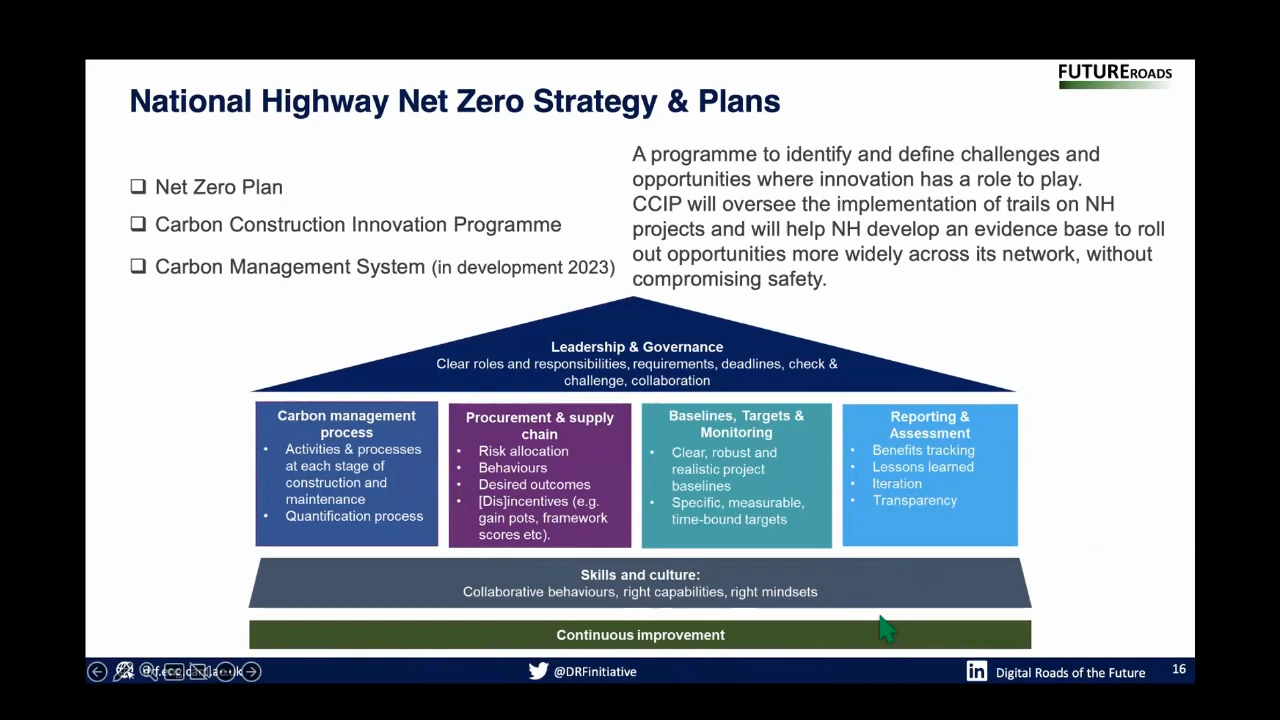 FUTUREROADS
National Highway Net Zero Strategy & Plans
Net Zero Plan
Carbon Construction Innovation Programme
Carbon Management System (in development 2023)
A programme to identify and define challenges and
opportunities where innovation has a role to play.
CCIP will oversee the implementation of trails on NH
projects and will help NH develop an evidence base to roll
out opportunities more widely across its network, without
compromising safety.
Leadership & Governance
Clear roles and responsibilities, requirements, deadlines, check &
challenge, collaboration
Carbon management
process
• Activities & processes
at each stage of
construction and
maintenance
• Quantification process
Procurement & supply
chain
• Risk allocation
• Behaviours
• Desired outcomes
• [Dis]incentives (e.g.
gain pots, framework
scores etc).
Baselines, Targets &
Monitoring
• Clear, robust and
realistic project
baselines
• Specific, measurable,
time-bound targets
Reporting &
Assessment
• Benefits tracking
• Lessons learned
• Iteration
• Transparency
Skills and culture:
Collaborative behaviours, right capabilities, right mindsets
Continuous improvement
@DRFinitiative
in Digital Roads of the Future
16